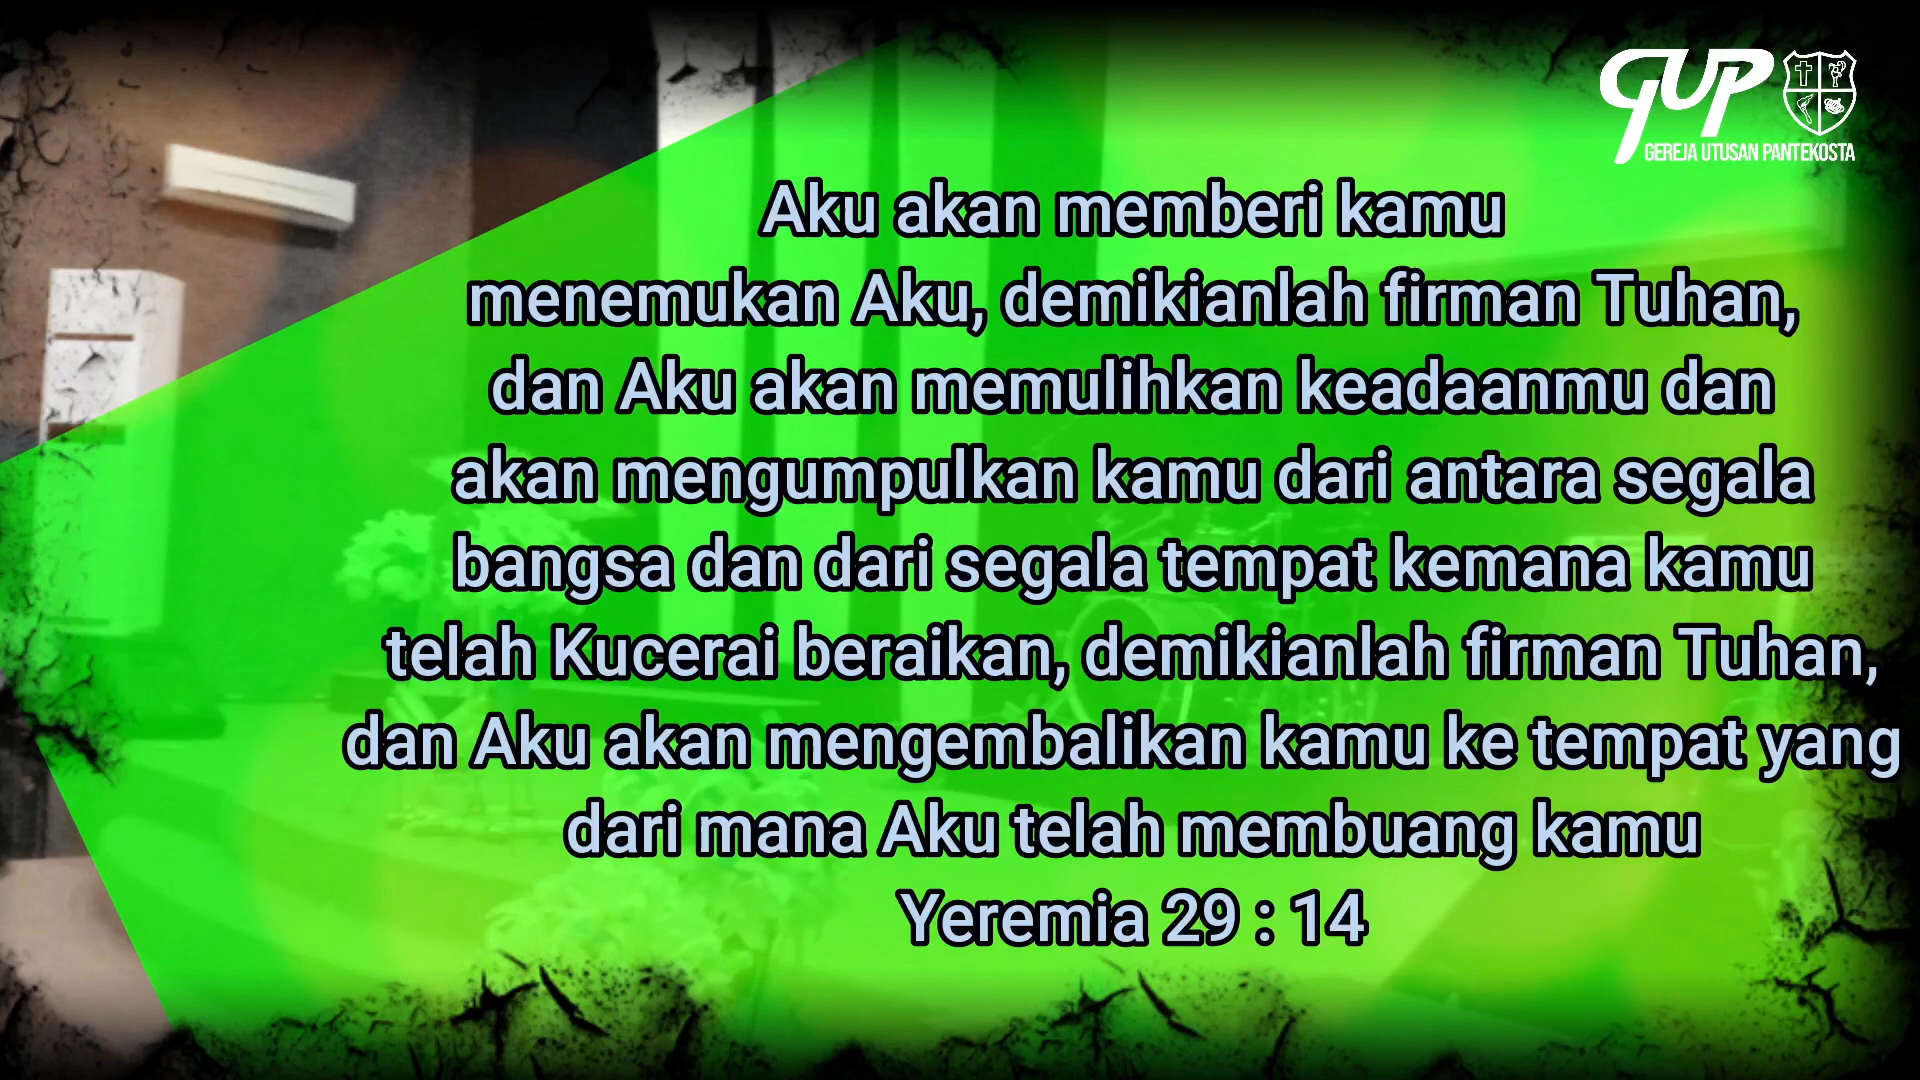 GUP
GEREJA UTUSAN PANTEKOSTA
Aku akan memberi kamu
menemukan Aku, demikianlah firman Tuhan,
dan Aku akan memulihkan keadaanmu dan
akan mengumpulkan kamu dari antara segala
bangsa dan dari segala tempat kemana kamu
telah Kucerai beraikan, demikianlah firman Tuhan,
dan Aku akan mengembalikan kamu ke tempat yang
dari mana Aku telah membuang kamu
Yeremia 29 : 14